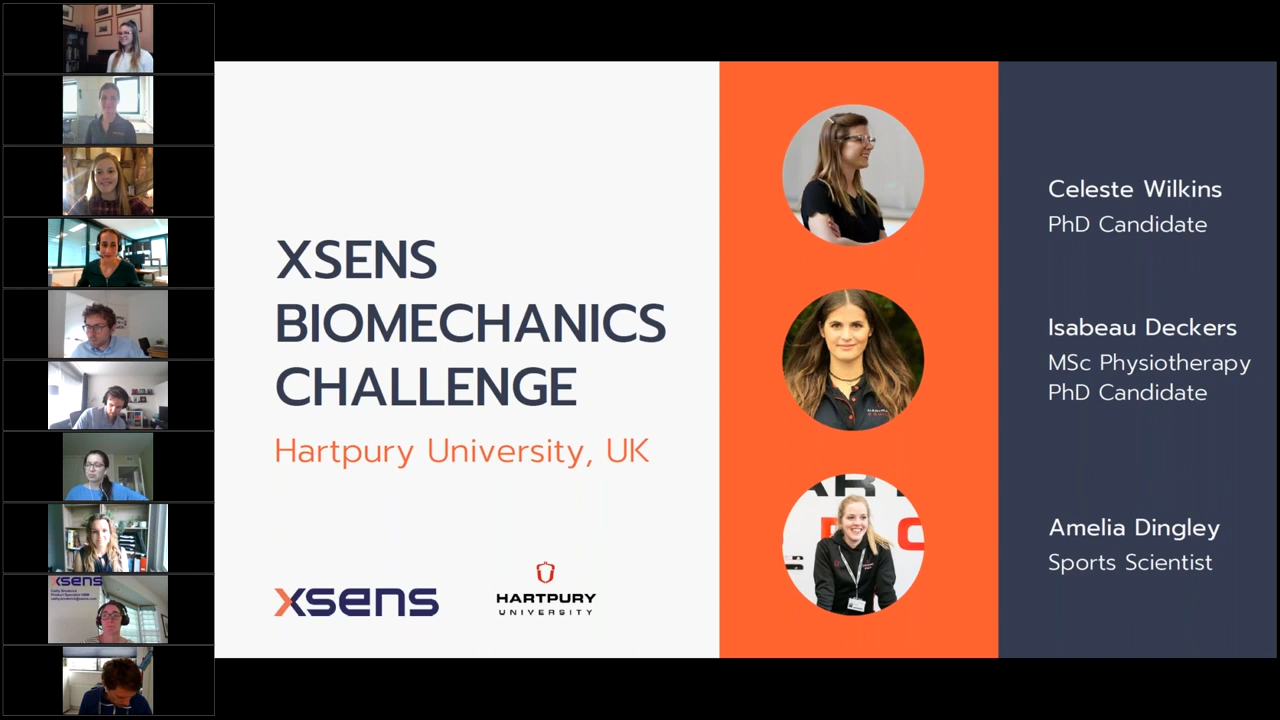 XSENS
BIOMECHANICS
CHALLENGE
Hartpury University, UK
xsens
HARTPURY
UNIVERSITY
Celeste Wilkins
PhD Candidate
Isabeau Deckers
MSc Physiotherapy
PhD Candidate
Amelia Dingley
Sports Scientist
xsens